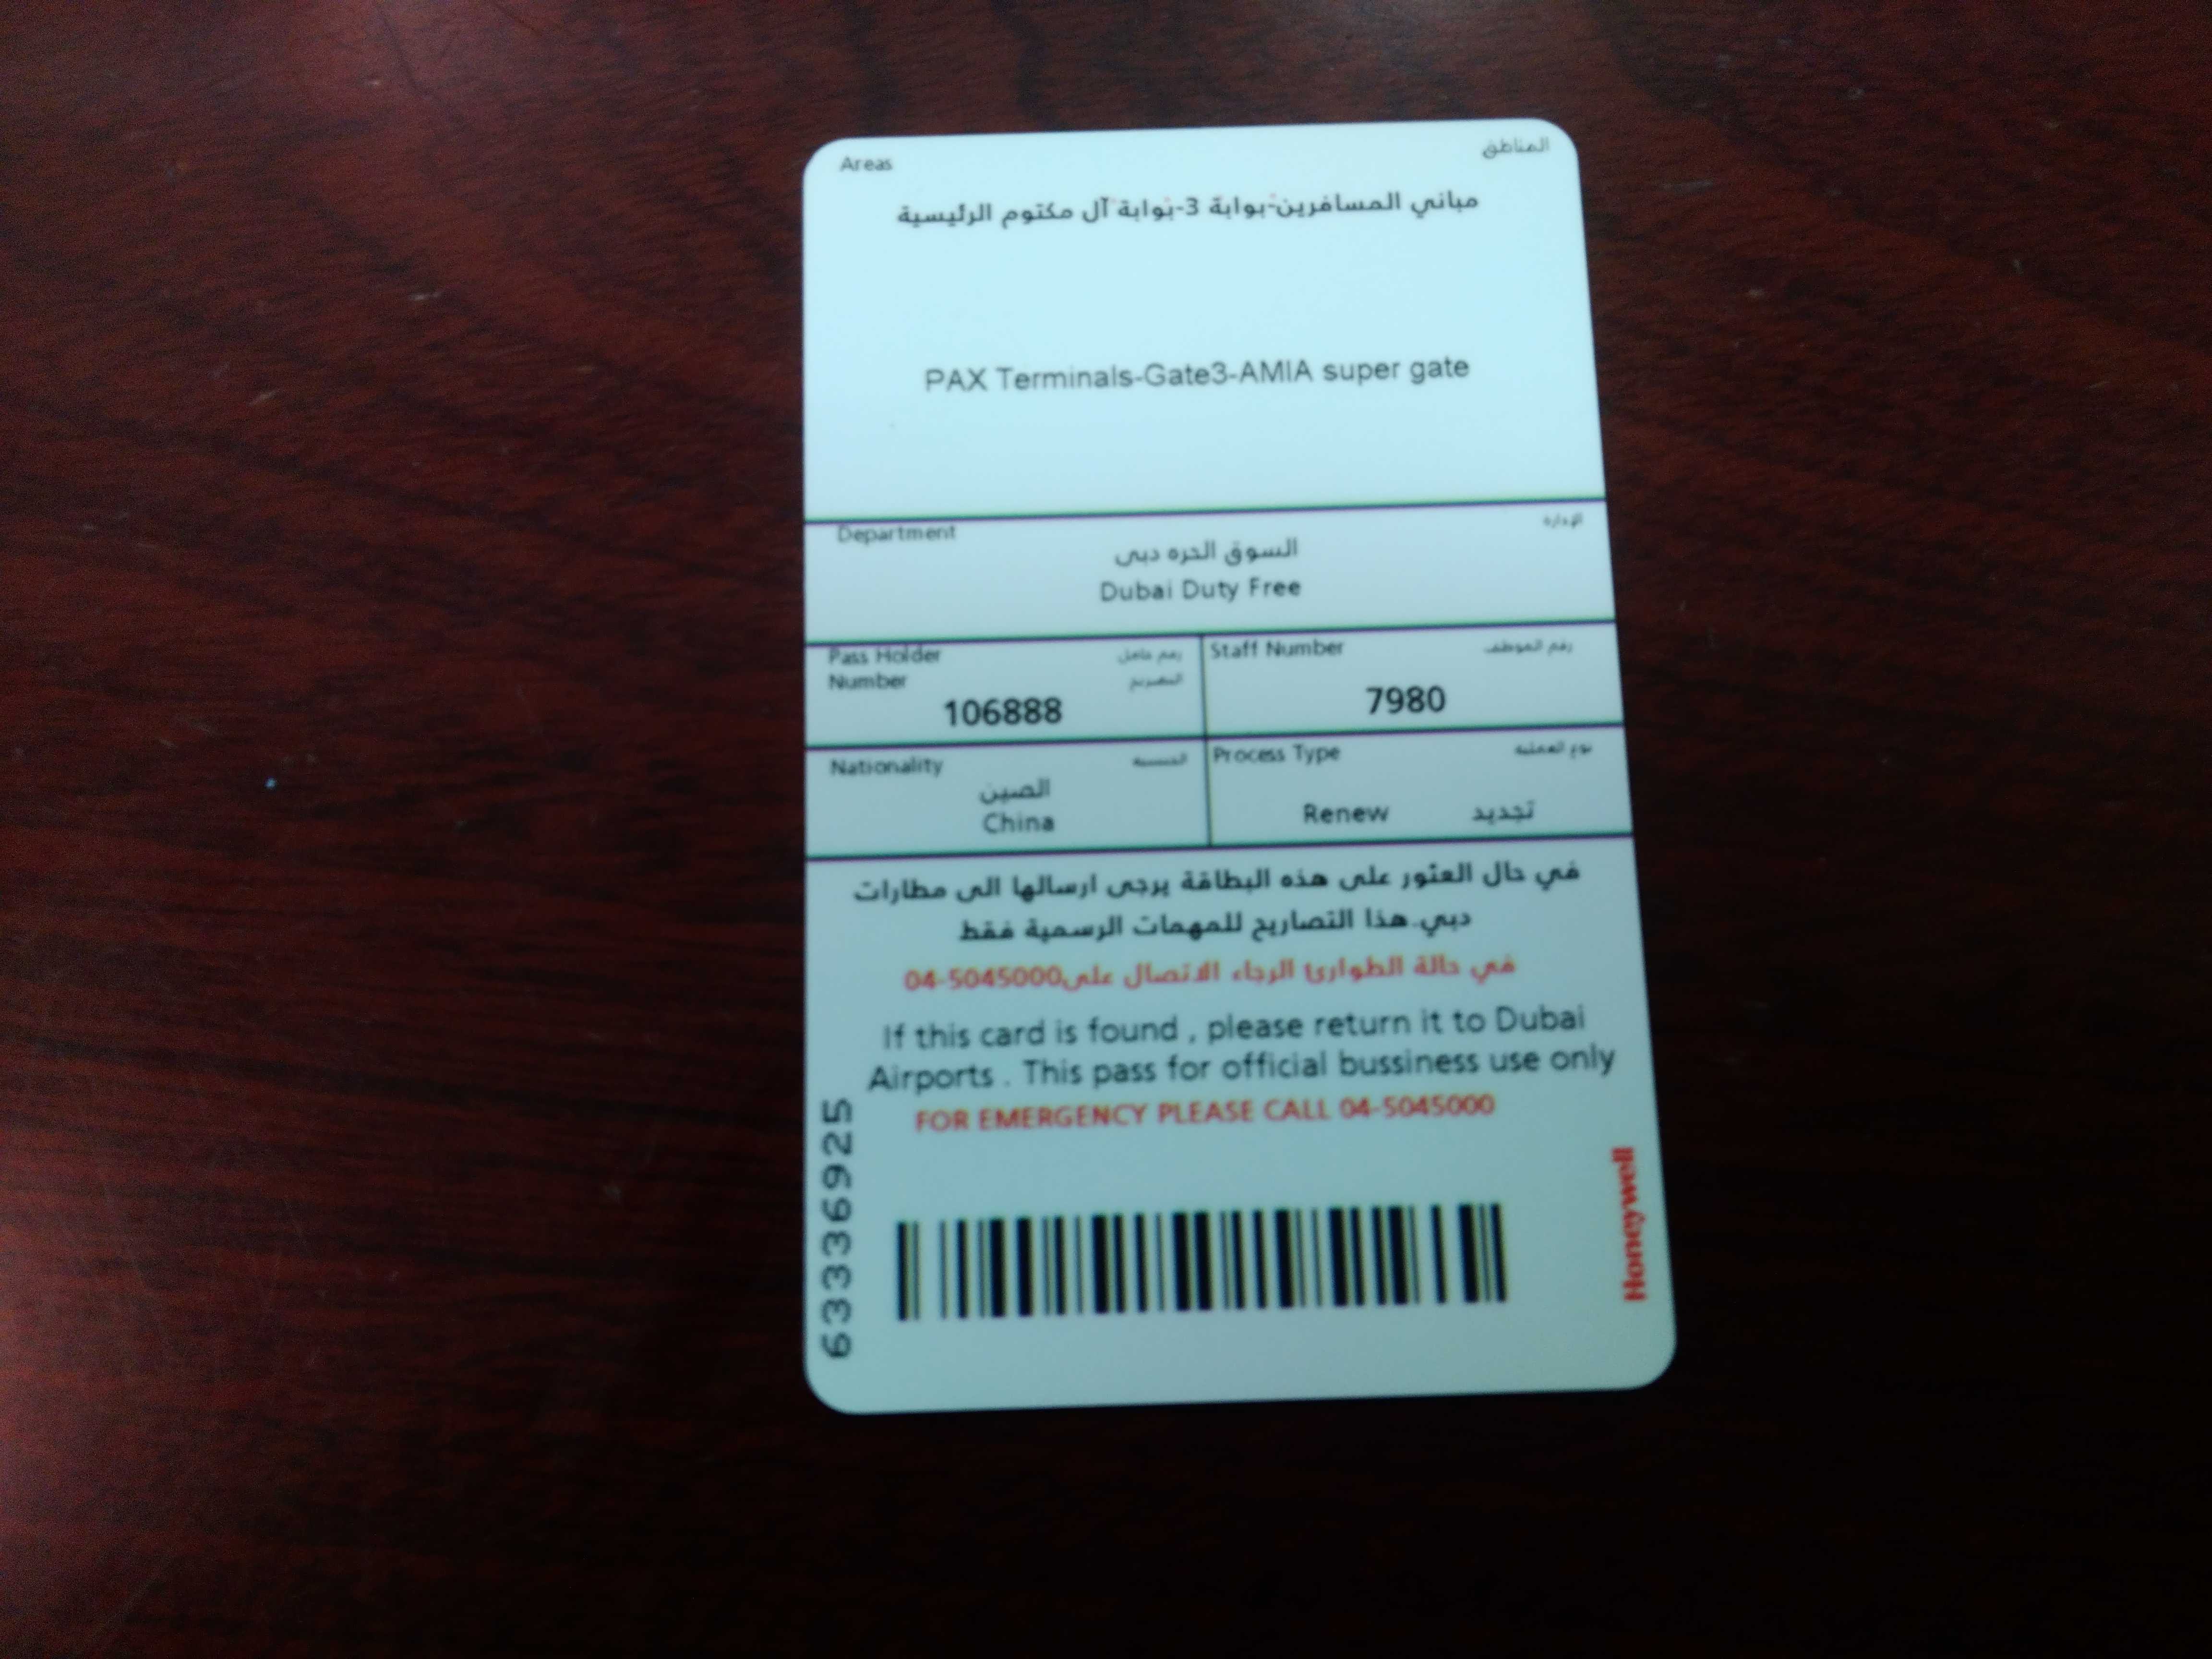 Areas المناطق
مباني المسافرين-بوابة 3-بوابة آل مكتوم الرئيسية
PAX Terminals-Gate3-AMIA super gate
Department الإدارة
السوق الحره دبى
Dubai Duty Free
Pass Holder Number رقم حامل التصريح
106888
Staff Number رقم الموظف
7980
Nationality الجنسية
الصين
China
Process Type نوع العملية
Renew تجديد
في حال العثور على هذه البطاقة يرجى ارسالها الى مطارات
دبي.هذا التصاريح للمهمات الرسمية فقط
في حالة الطوارئ الرجاء الاتصال على04-5045000
If this card is found , please return it to Dubai
Airports . This pass for official bussiness use only
FOR EMERGENCY PLEASE CALL 04-5045000
63336925
Honeywell